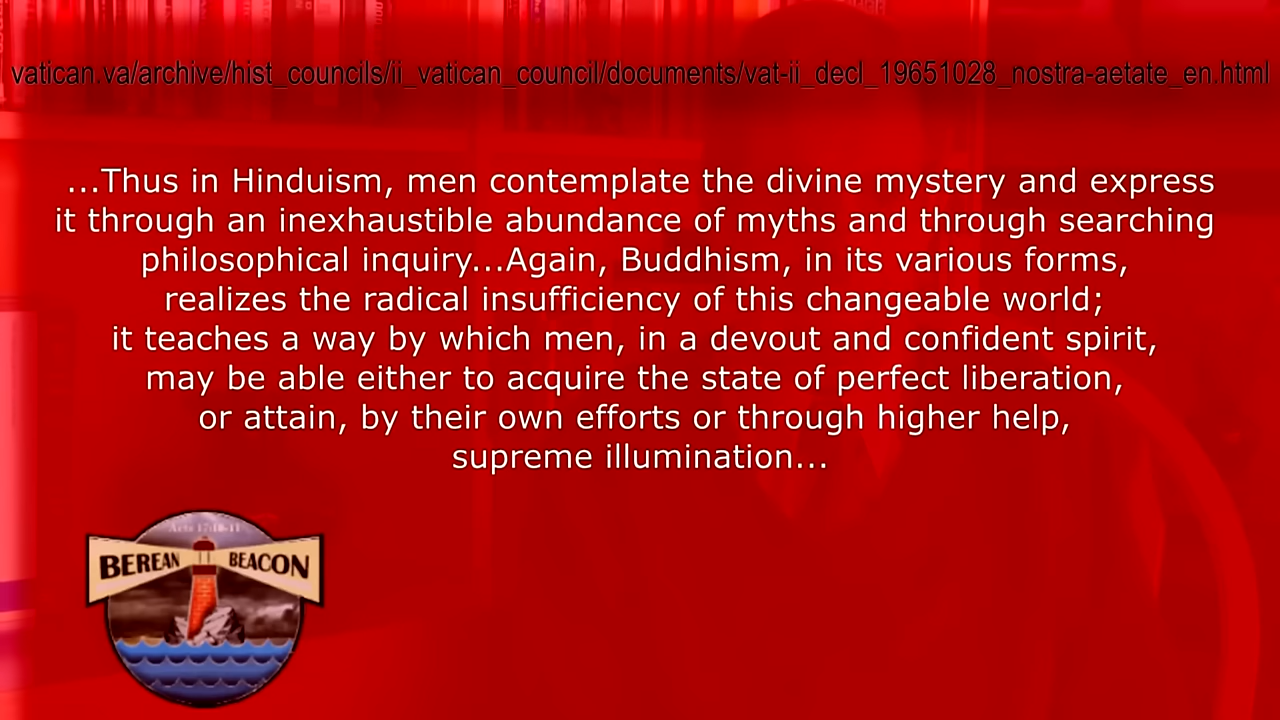 vatican.va/archive/hist_councils/ii_vatican_council/documents/vat-ii_decl_19651028_nostra-aetate_en.html
...Thus in Hinduism, men contemplate the divine mystery and express
it through an inexhaustible abundance of myths and through searching
philosophical inquiry...Again, Buddhism, in its various forms,
realizes the radical insufficiency of this changeable world;
it teaches a way by which men, in a devout and confident spirit,
may be able either to acquire the state of perfect liberation,
or attain, by their own efforts or through higher help,
supreme illumination...
BEREAN BEACON